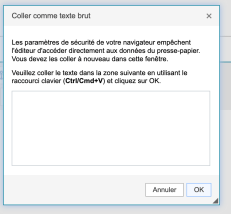 Coller comme texte brut ×
Les paramètres de sécurité de votre navigateur empêchent
l'éditeur d'accéder directement aux données du presse-papier.
Vous devez les coller à nouveau dans cette fenêtre.
Veuillez coller le texte dans la zone suivante en utilisant le
raccourci clavier (Ctrl/Cmd+V) et cliquez sur OK.
Annuler OK